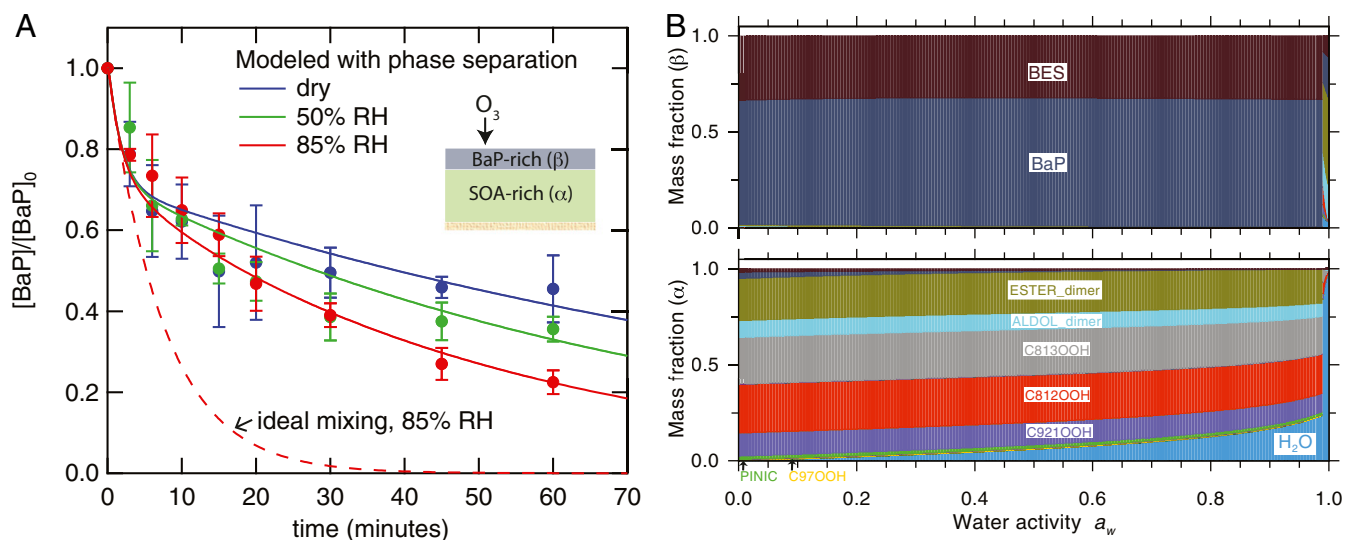 A
Modeled with phase separation
dry
50% RH
85% RH
O3
BaP-rich (β)
SOA-rich (α)
ideal mixing, 85% RH
[BaP]/[BaP]0
1.0
0.8
0.6
0.4
0.2
0.0
0 10 20 30 40 50 60 70
time (minutes)
B
Mass fraction (β)
1.0
0.5
0.0
BES
BaP
Mass fraction (α)
1.0
0.5
0.0
ESTER_dimer
ALDOL_dimer
C813OOH
C812OOH
C921OOH
H2O
PINIC C97OOH
0.0 0.2 0.4 0.6 0.8 1.0
Water activity aw